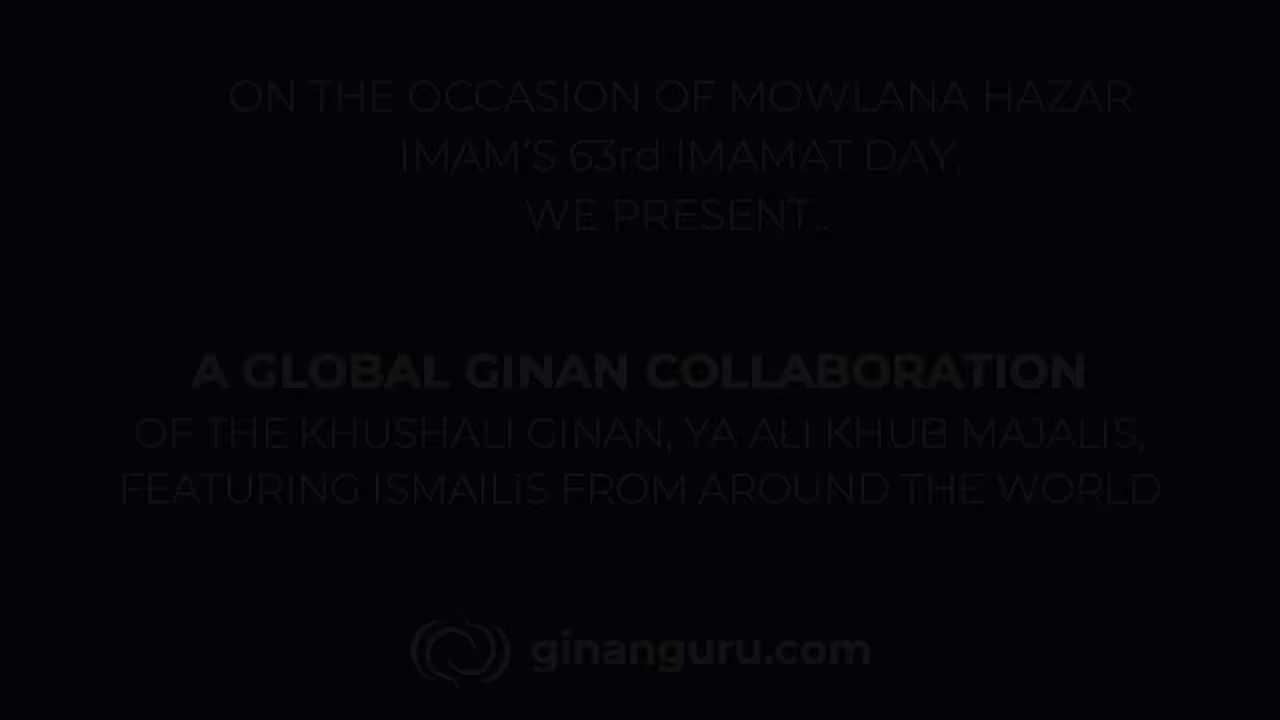 ON THE OCCASION OF MOWLANA HAZAR
IMAM'S 63rd IMAMAT DAY,
WE PRESENT..
A GLOBAL GINAN COLLABORATION
OF THE KHUSHALI GINAN, YA ALI KHUB MAJALIS,
FEATURING ISMAILIS FROM AROUND THE WORLD
ginanguru.com